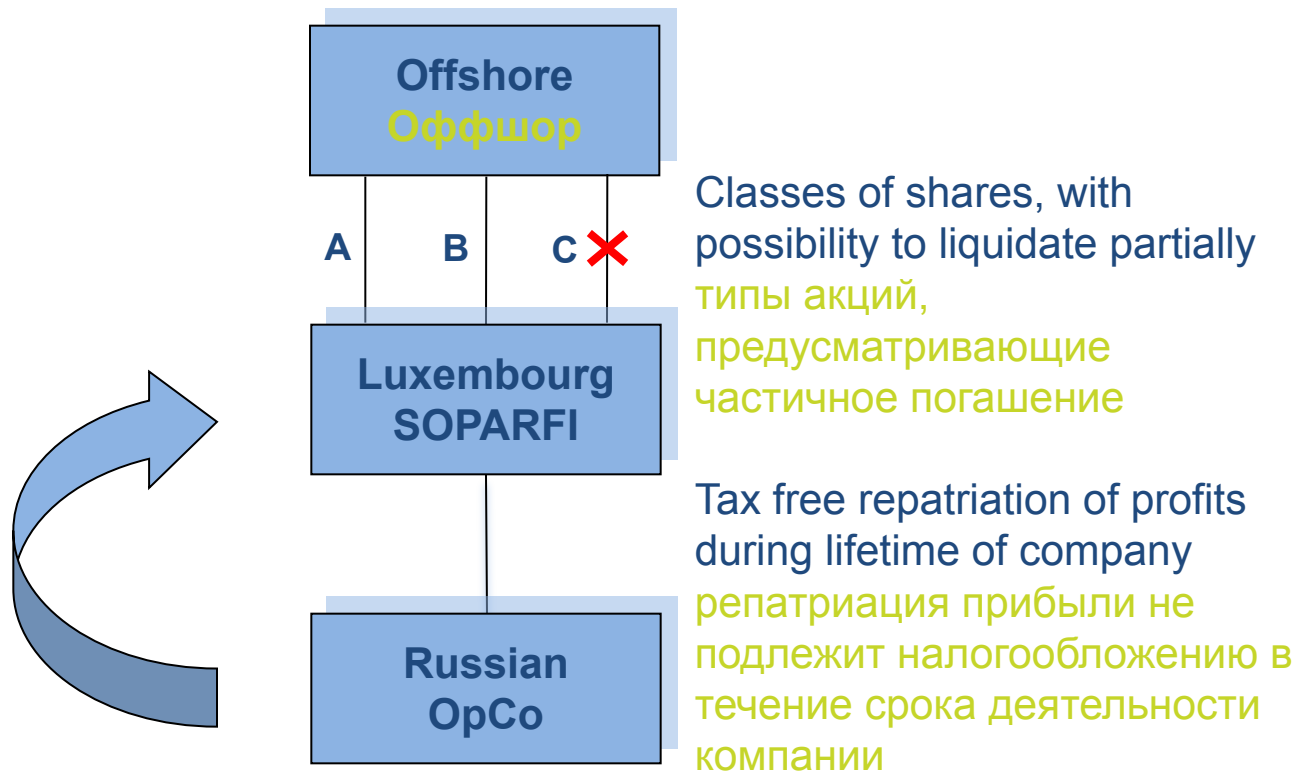 Offshore
Оффшор
A B C
Classes of shares, with
possibility to liquidate partially
типы акций,
предусматривающие
частичное погашение
Luxembourg
SOPARFI
Tax free repatriation of profits
during lifetime of company
репатриация прибыли не
подлежит налогообложению в
течение срока деятельности
компании
Russian
OpCo